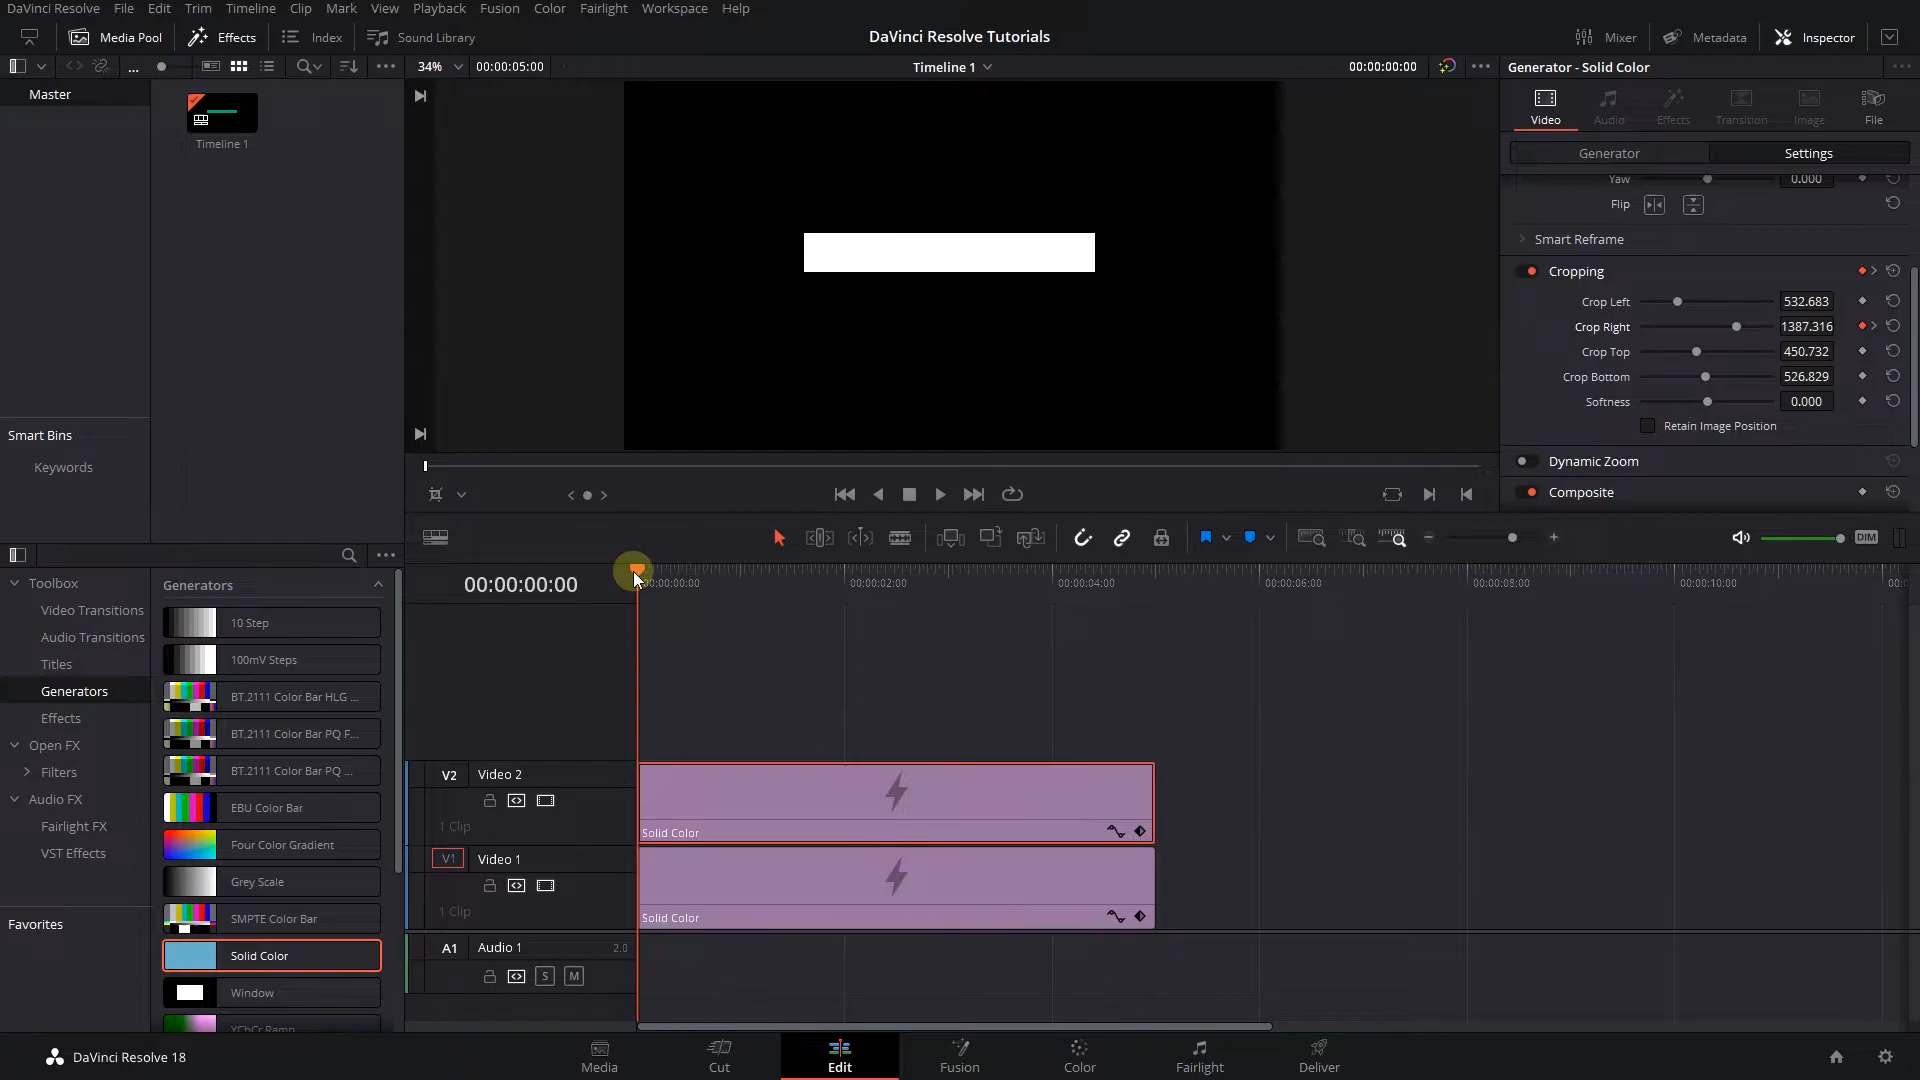 DaVinci Resolve File Edit Trim Timeline Clip Mark View Playback Fusion Color Fairlight Workspace Help
Media Pool Effects Index Sound Library DaVinci Resolve Tutorials Mixer Metadata Inspector
34% 00:00:05:00 Timeline 1 00:00:00:00 Generator - Solid Color
Master
Timeline 1
Video Audio Effects Transition Image File
Generator Settings
Yaw 0.000
Flip
Smart Reframe
Cropping
Crop Left 532.683
Crop Right 1387.316
Crop Top 450.732
Crop Bottom 526.829
Softness 0.000
Retain Image Position
Dynamic Zoom
Composite
Smart Bins
Keywords
DIM
Toolbox
Video Transitions
Audio Transitions
Titles
Generators
Effects
Open FX
Filters
Audio FX
Fairlight FX
VST Effects
Favorites
Generators
10 Step
100mV Steps
BT.2111 Color Bar HLG ...
BT.2111 Color Bar PQ F...
BT.2111 Color Bar PQ ...
EBU Color Bar
Four Color Gradient
Grey Scale
SMPTE Color Bar
Solid Color
Window
YCbCr Ramp
00:00:00:00 00:00:00:00 00:00:02:00 00:00:04:00 00:00:06:00 00:00:08:00 00:00:10:00
V2 Video 2
1 Clip
Solid Color
V1 Video 1
1 Clip
Solid Color
A1 Audio 1 2.0
S M
DaVinci Resolve 18
Media Cut Edit Fusion Color Fairlight Deliver